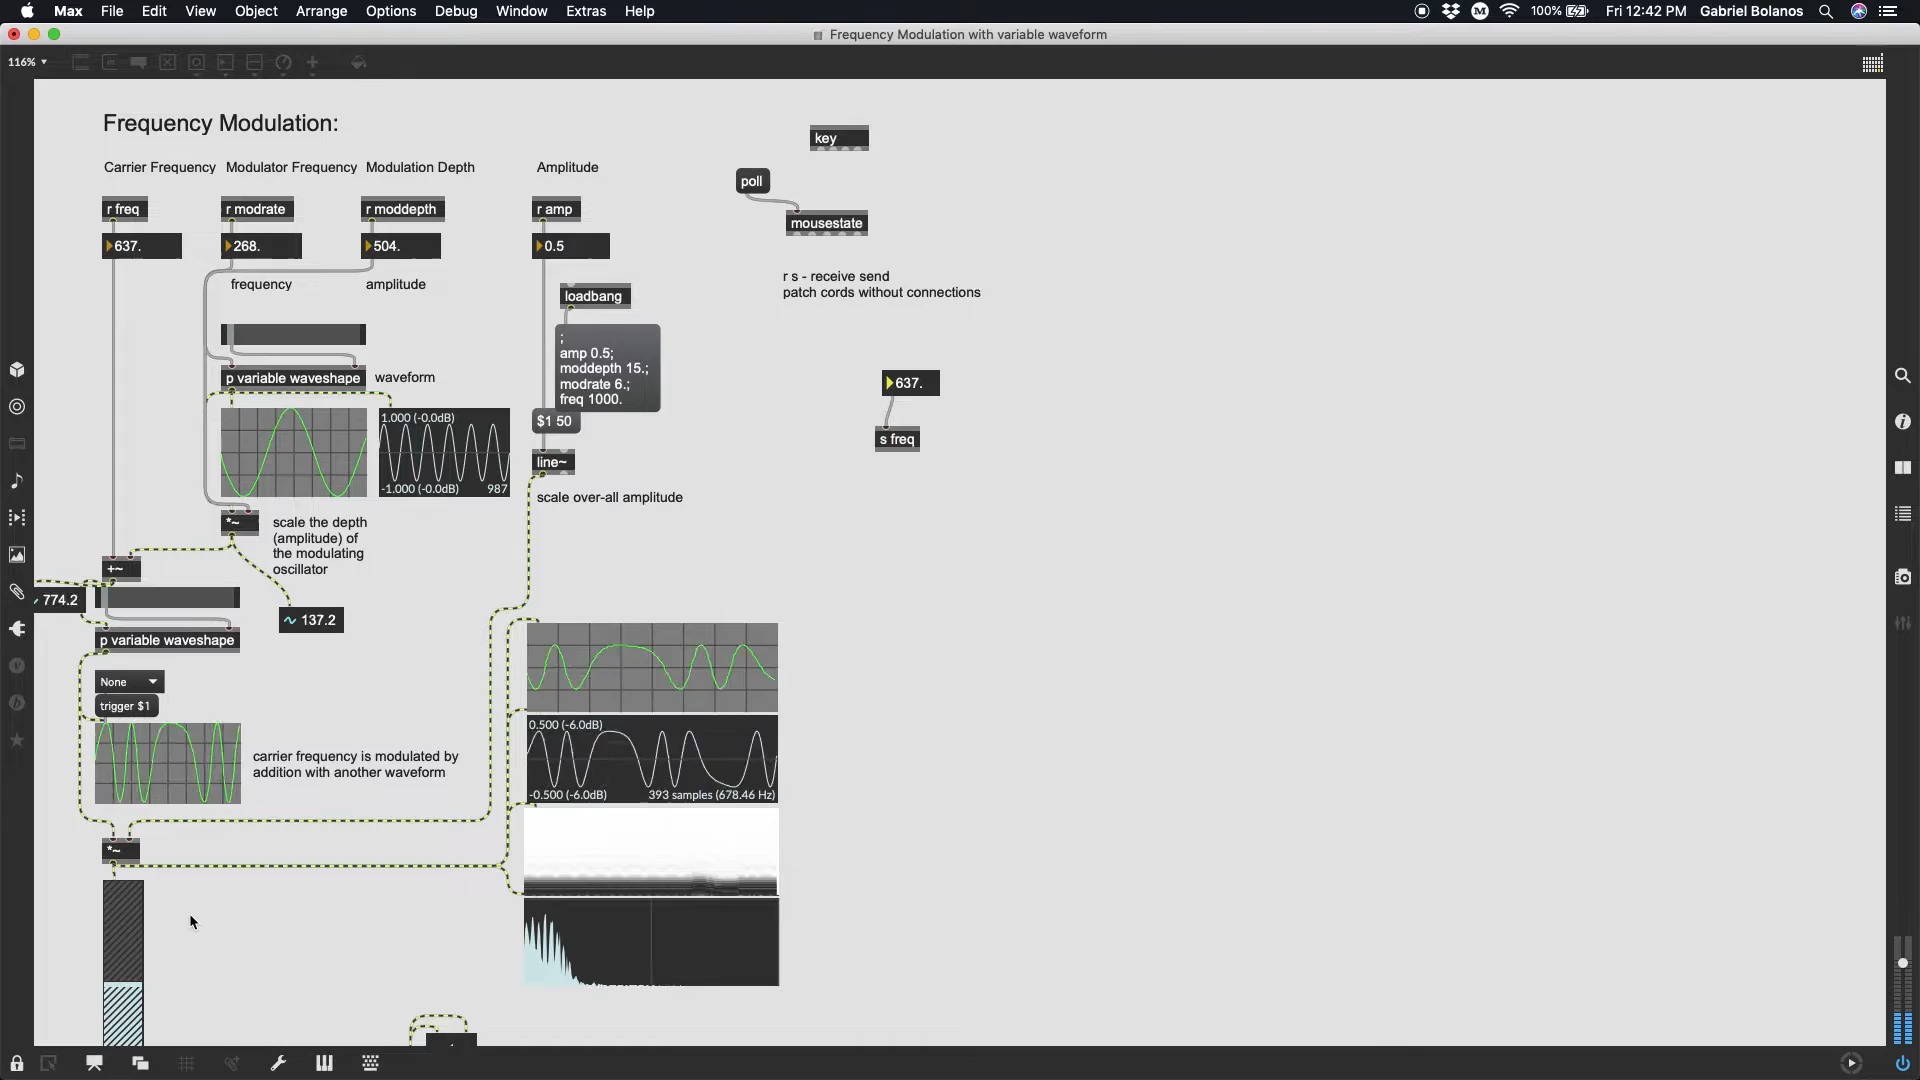 Max File Edit View Object Arrange Options Debug Window Extras Help
100% Fri 12:42 PM Gabriel Bolanos
Frequency Modulation with variable waveform
116%
Frequency Modulation:
Carrier Frequency Modulator Frequency Modulation Depth Amplitude
key
poll
r freq r modrate r moddepth r amp
mousestate
637. 268. 504. 0.5
frequency amplitude
r s - receive send
patch cords without connections
loadbang
;
amp 0.5;
moddepth 15.;
modrate 6.;
freq 1000.
p variable waveshape waveform
637.
1.000 (-0.0dB)
$1 50
s freq
line~
-1.000 (-0.0dB) 987
scale over-all amplitude
*~
scale the depth
(amplitude) of
the modulating
oscillator
+~
774.2
137.2
p variable waveshape
None
trigger $1
0.500 (-6.0dB)
carrier frequency is modulated by
addition with another waveform
-0.500 (-6.0dB) 393 samples (678.46 Hz)
*~